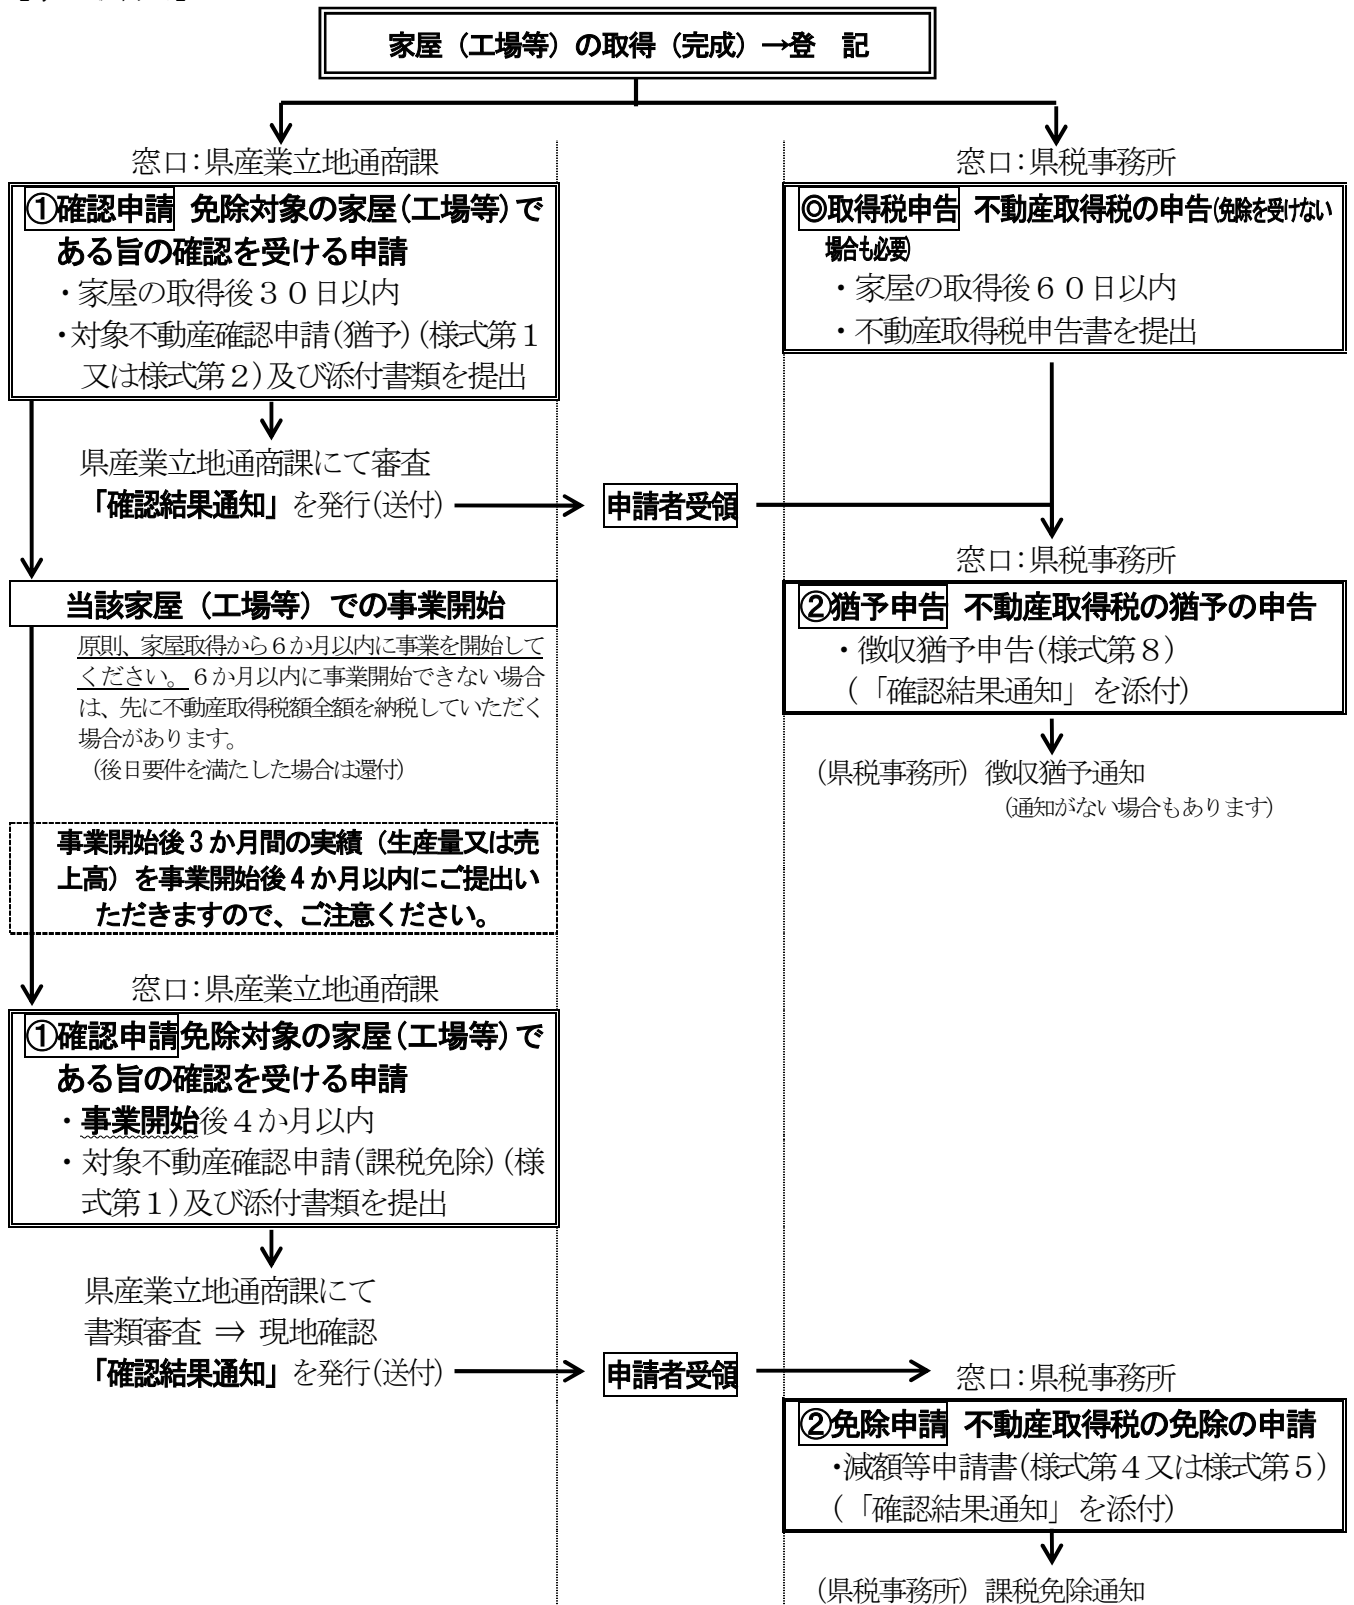 家屋（工場等）の取得（完成）→登　記
窓口：県産業立地通商課
①確認申請 免除対象の家屋（工場等）で
ある旨の確認を受ける申請
・家屋の取得後３０日以内
・対象不動産確認申請（猶予）（様式第１
又は様式第２）及び添付書類を提出
県産業立地通商課にて審査
「確認結果通知」を発行（送付）
申請者受領
窓口：県税事務所
◎取得税申告 不動産取得税の申告（免除を受けない
場合も必要）
・家屋の取得後６０日以内
・不動産取得税申告書を提出
窓口：県税事務所
②猶予申告 不動産取得税の猶予の申告
・徴収猶予申告（様式第８）
（「確認結果通知」を添付）
（県税事務所）徴収猶予通知
（通知がない場合もあります）
当該家屋（工場等）での事業開始
原則、家屋取得から６か月以内に事業を開始して
ください。６か月以内に事業開始できない場合
は、先に不動産取得税額全額を納税していただく
場合があります。
（後日要件を満たした場合は還付）
事業開始後３か月間の実績（生産量又は売
上高）を事業開始後４か月以内にご提出い
ただきますので、ご注意ください。
窓口：県産業立地通商課
①確認申請免除対象の家屋（工場等）で
ある旨の確認を受ける申請
・事業開始後４か月以内
・対象不動産確認申請（課税免除）（様
式第１）及び添付書類を提出
県産業立地通商課にて
書類審査 ⇒ 現地確認
「確認結果通知」を発行（送付）
申請者受領
窓口：県税事務所
②免除申請 不動産取得税の免除の申請
・減額等申請書（様式第４又は様式第５）
（「確認結果通知」を添付）
（県税事務所）課税免除通知